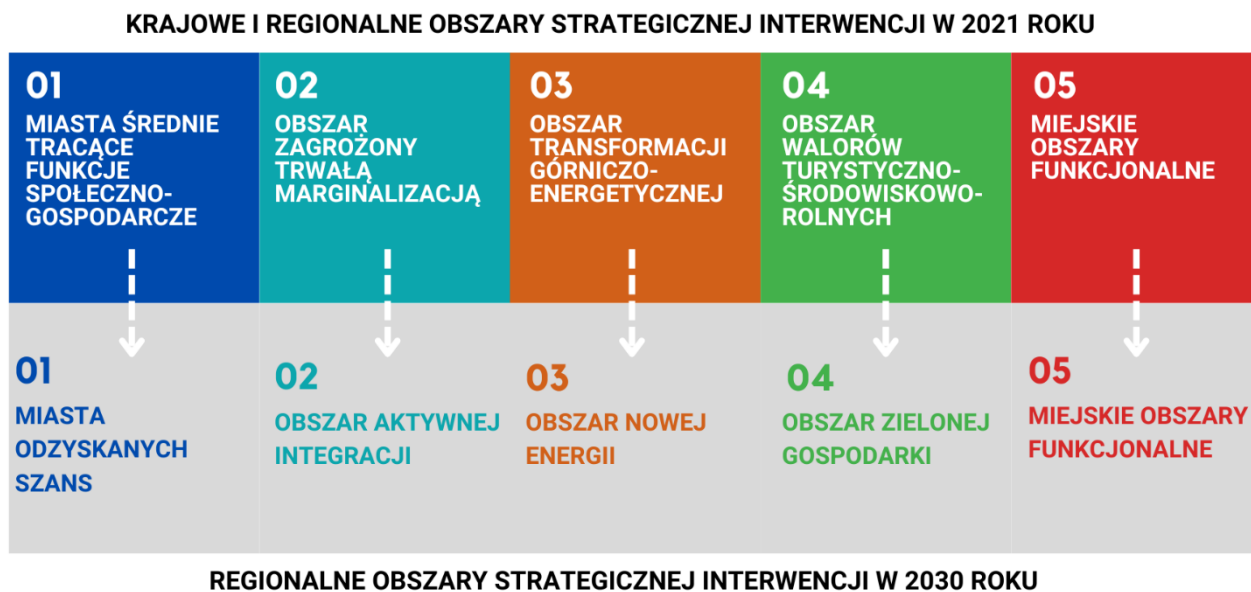 KRAJOWE I REGIONALNE OBSZARY STRATEGICZNEJ INTERWENCJI W 2021 ROKU
01
MIASTA ŚREDNIE
TRACĄCE
FUNKCJE
SPOŁECZNO-
GOSPODARCZE
02
OBSZAR
ZAGROŻONY
TRWAŁĄ
MARGINALIZACJĄ
03
OBSZAR
TRANSFORMACJI
GÓRNICZO-
ENERGETYCZNEJ
04
OBSZAR
WALORÓW
TURYSTYCZNO-
ŚRODOWISKOWO-
ROLNYCH
05
MIEJSKIE
OBSZARY
FUNKCJONALNE
01
MIASTA
ODZYSKANYCH
SZANS
02
OBSZAR AKTYWNEJ
INTEGRACJI
03
OBSZAR NOWEJ
ENERGII
04
OBSZAR ZIELONEJ
GOSPODARKI
05
MIEJSKIE OBSZARY
FUNKCJONALNE
REGIONALNE OBSZARY STRATEGICZNEJ INTERWENCJI W 2030 ROKU